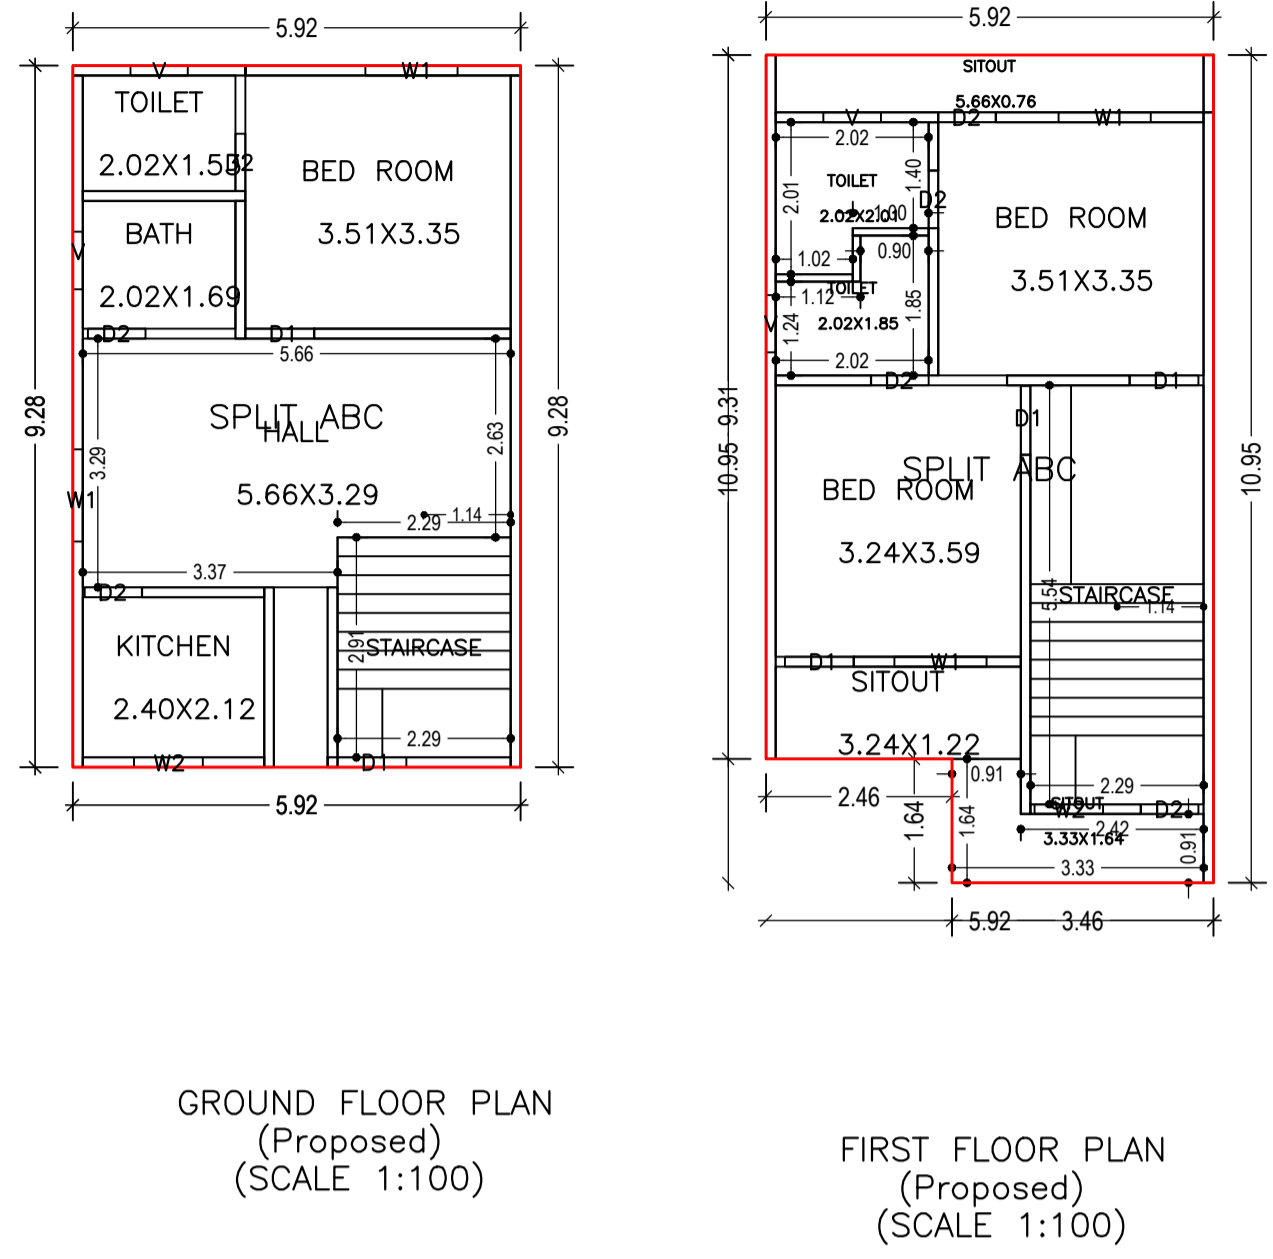 5.92
V
W1
TOILET
2.02X1.53
D2
BED ROOM
3.51X3.35
BATH
V
2.02X1.69
D2
D1
5.66
9.28
9.28
SPLIT ABC
HALL
3.29
2.63
5.66X3.29
W1
1.14
2.29
3.37
D2
KITCHEN
2.91
STAIRCASE
2.40X2.12
2.29
W2
D1
5.92
GROUND FLOOR PLAN
(Proposed)
(SCALE 1:100)
5.92
SITOUT
5.66X0.76
V
D2
W1
2.02
1.40
2.01
TOILET
D2
2.02X2.01
1.00
BED ROOM
0.90
1.02
3.51X3.35
TOILET
1.12
1.85
V
1.24
2.02X1.85
2.02
D2
D1
9.31
10.95
10.95
D1
SPLIT ABC
BED ROOM
3.24X3.59
5.54
STAIRCASE
1.14
D1
W1
SITOUT
3.24X1.22
0.91
2.29
2.46
SITOUT
W2
D2
1.64
1.64
2.42
3.33X1.64
0.91
3.33
5.92
3.46
FIRST FLOOR PLAN
(Proposed)
(SCALE 1:100)